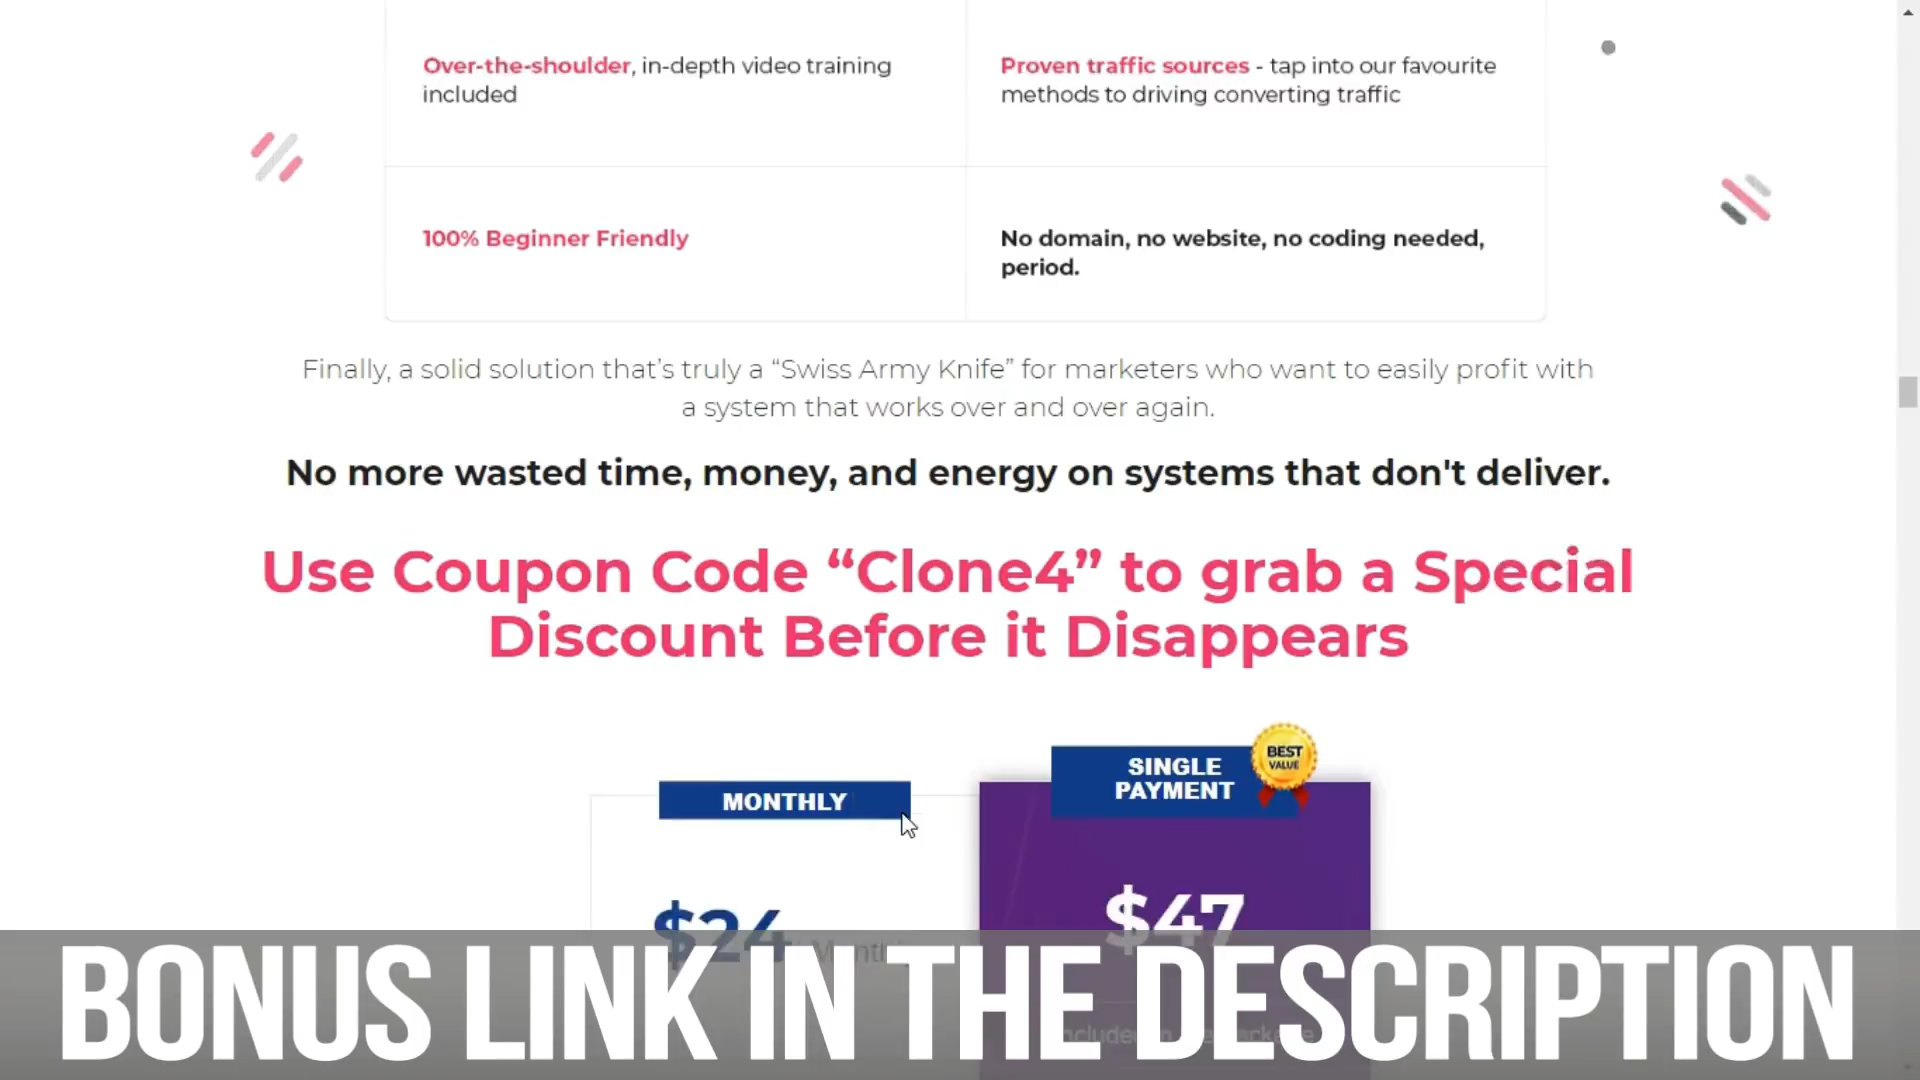 Over-the-shoulder, in-depth video training
included
Proven traffic sources - tap into our favourite
methods to driving converting traffic
100% Beginner Friendly
No domain, no website, no coding needed,
period.
Finally, a solid solution that's truly a “Swiss Army Knife” for marketers who want to easily profit with
a system that works over and over again.
No more wasted time, money, and energy on systems that don't deliver.
Use Coupon Code “Clone4” to grab a Special
Discount Before it Disappears
MONTHLY
$24
SINGLE
PAYMENT
BEST
VALUE
$47
BONUS LINK IN THE DESCRIPTION